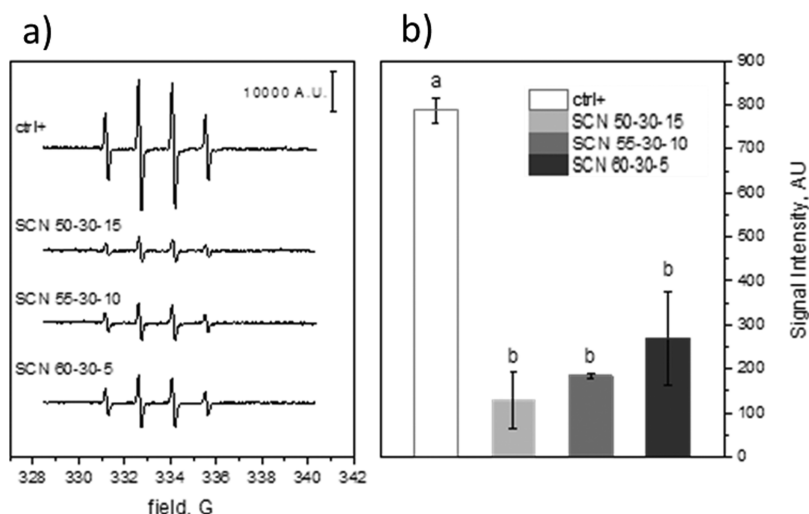 a)
10000 A.U.
ctrl+
SCN 50-30-15
SCN 55-30-10
SCN 60-30-5
328 330 332 334 336 338 340 342
field, G
b)
a
ctrl+
SCN 50-30-15
SCN 55-30-10
SCN 60-30-5
b
b
b
900
800
700
600
500
400
300
200
100
0
Signal Intensity, AU